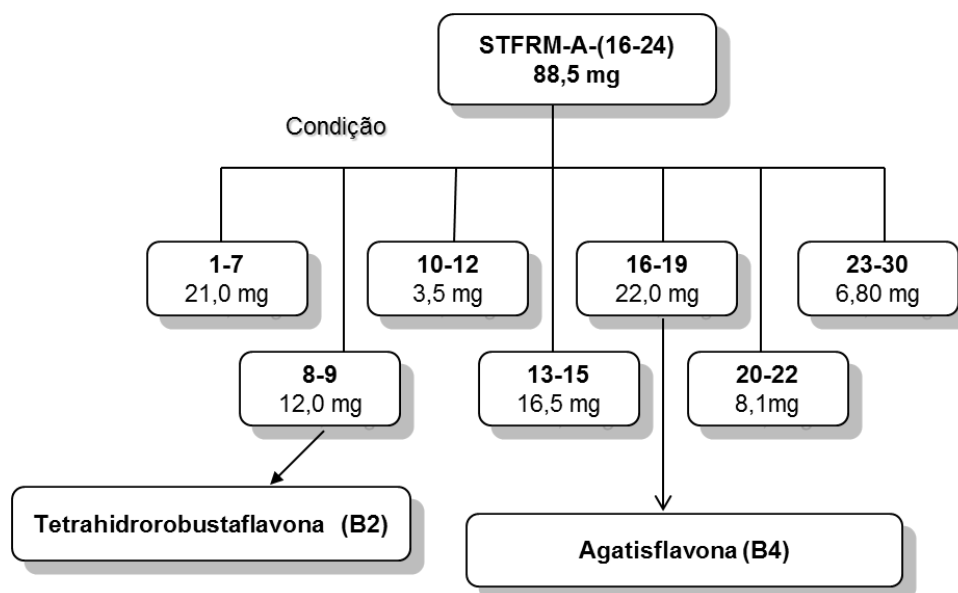 STFRM-A-(16-24)
88,5 mg
Condição
1-7
21,0 mg
10-12
3,5 mg
16-19
22,0 mg
23-30
6,80 mg
8-9
12,0 mg
13-15
16,5 mg
20-22
8,1mg
Tetrahidrorobustaflavona (B2)
Agatisflavona (B4)